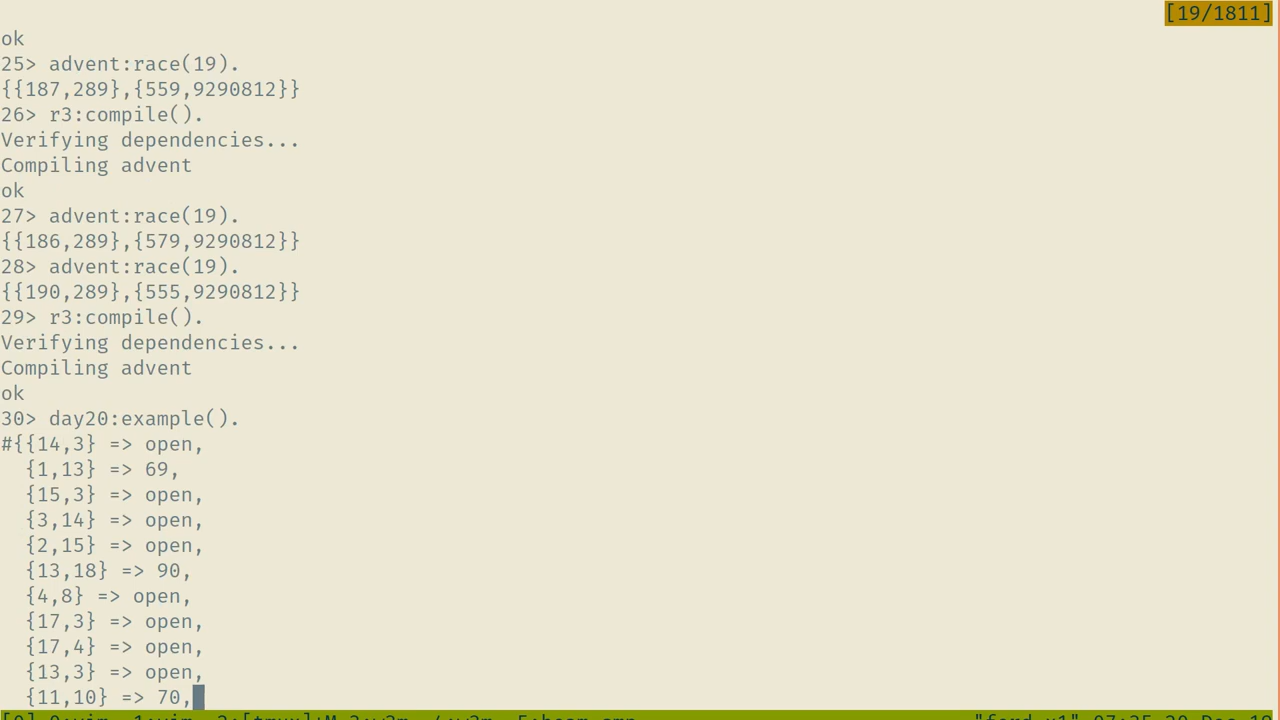 [19/1811]
ok
25> advent:race(19).
{{187,289},{559,9290812}}
26> r3:compile().
Verifying dependencies...
Compiling advent
ok
27> advent:race(19).
{{186,289},{579,9290812}}
28> advent:race(19).
{{190,289},{555,9290812}}
29> r3:compile().
Verifying dependencies...
Compiling advent
ok
30> day20:example().
#{{14,3} => open,
{1,13} => 69,
{15,3} => open,
{3,14} => open,
{2,15} => open,
{13,18} => 90,
{4,8} => open,
{17,3} => open,
{17,4} => open,
{13,3} => open,
{11,10} => 70,